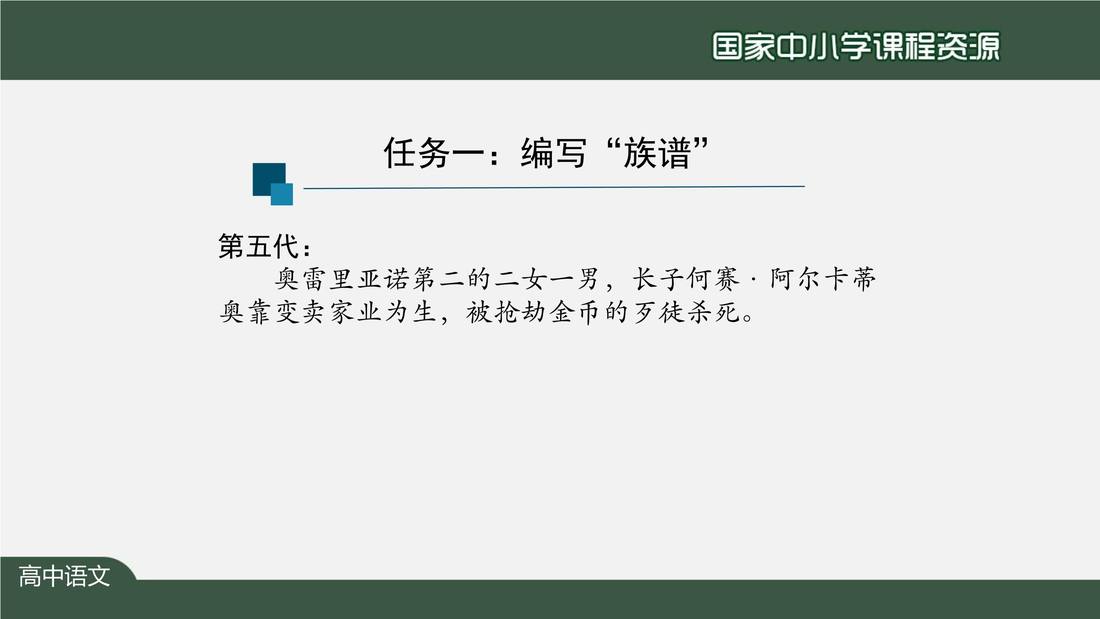 国家中小学课程资源
任务一：编写“族谱”
第五代：
奥雷里亚诺第二的二女一男，长子何赛·阿尔卡蒂
奥靠变卖家业为生，被抢劫金币的歹徒杀死。
高中语文